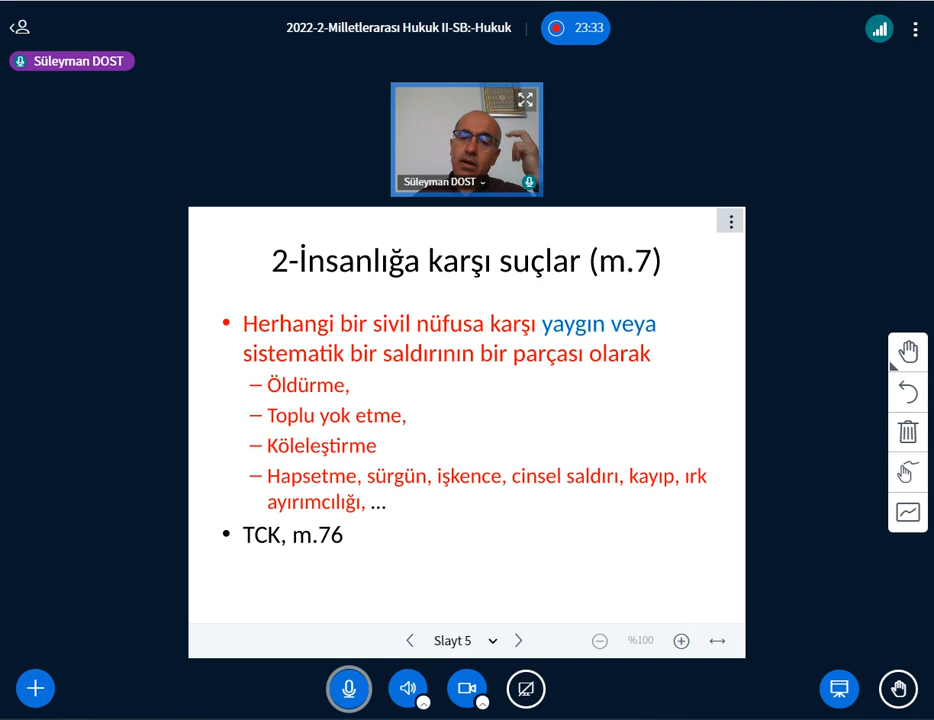 2022-2-Milletlerarası Hukuk II-SB:-Hukuk
23:33
Süleyman DOST
Süleyman DOST
2-İnsanlığa karşı suçlar (m.7)
• Herhangi bir sivil nüfusa karşı yaygın veya
sistematik bir saldırının bir parçası olarak
– Öldürme,
– Toplu yok etme,
– Köleleştirme
– Hapsetme, sürgün, işkence, cinsel saldırı, kayıp, ırk
ayırımcılığı, ...
• TCK, m.76
Slayt 5
%100